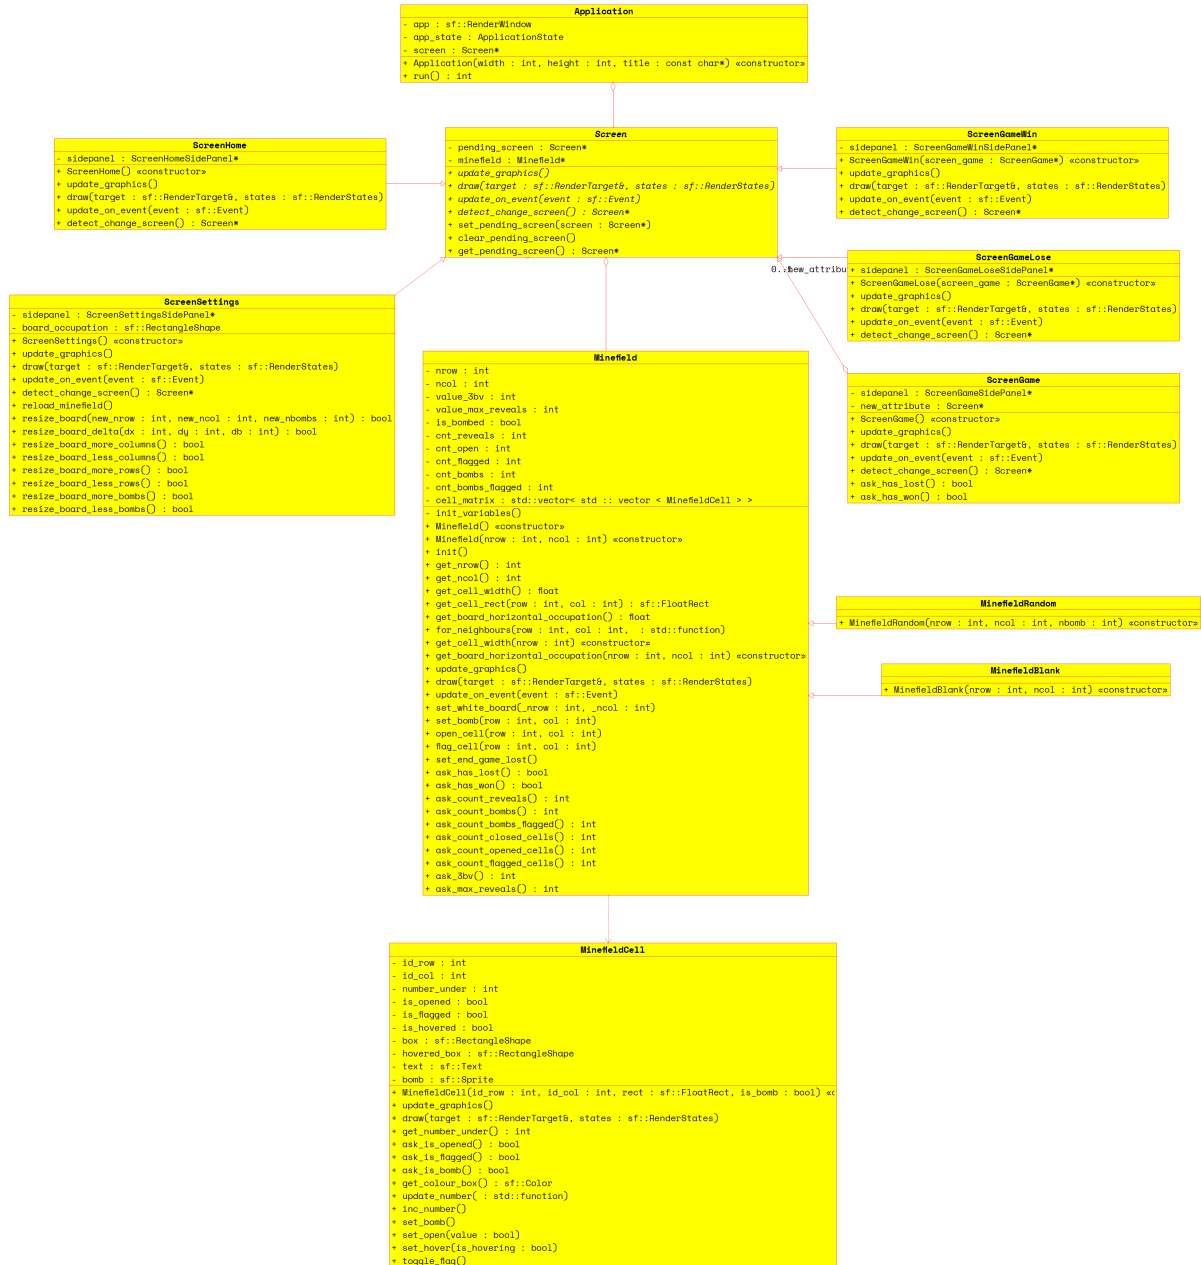 Application
- app : sf::RenderWindow
- app_state : ApplicationState
- screen : Screen*
+ Application(width : int, height : int, title : const char*) «constructor»
+ run() : int
ScreenHome
- sidepanel : ScreenHomeSidePanel*
+ ScreenHome() «constructor»
+ update_graphics()
+ draw(target : sf::RenderTarget&, states : sf::RenderStates)
+ update_on_event(event : sf::Event)
+ detect_change_screen() : Screen*
Screen
- pending_screen : Screen*
- minefield : Minefield*
+ update_graphics()
+ draw(target : sf::RenderTarget&, states : sf::RenderStates)
+ update_on_event(event : sf::Event)
+ detect_change_screen() : Screen*
+ set_pending_screen(screen : Screen*)
+ clear_pending_screen()
+ get_pending_screen() : Screen*
ScreenGameWin
- sidepanel : ScreenGameWinSidePanel*
+ ScreenGameWin(screen_game : ScreenGame*) «constructor»
+ update_graphics()
+ draw(target : sf::RenderTarget&, states : sf::RenderStates)
+ update_on_event(event : sf::Event)
+ detect_change_screen() : Screen*
ScreenGameLose
+ sidepanel : ScreenGameLoseSidePanel*
+ ScreenGameLose(screen_game : ScreenGame*) «constructor»
+ update_graphics()
+ draw(target : sf::RenderTarget&, states : sf::RenderStates)
+ update_on_event(event : sf::Event)
+ detect_change_screen() : Screen*
ScreenSettings
- sidepanel : ScreenSettingsSidePanel*
- board_occupation : sf::RectangleShape
+ ScreenSettings() «constructor»
+ update_graphics()
+ draw(target : sf::RenderTarget&, states : sf::RenderStates)
+ update_on_event(event : sf::Event)
+ detect_change_screen() : Screen*
+ reload_minefield()
+ resize_board(new_nrow : int, new_ncol : int, new_nbombs : int) : bool
+ resize_board_delta(dx : int, dy : int, db : int) : bool
+ resize_board_more_columns() : bool
+ resize_board_less_columns() : bool
+ resize_board_more_rows() : bool
+ resize_board_less_rows() : bool
+ resize_board_more_bombs() : bool
+ resize_board_less_bombs() : bool
Minefield
- nrow : int
- ncol : int
- value_3bv : int
- value_max_reveals : int
- is_bombed : bool
- cnt_reveals : int
- cnt_open : int
- cnt_flagged : int
- cnt_bombs : int
- cnt_bombs_flagged : int
- cell_matrix : std::vector< std :: vector < MinefieldCell > >
- init_variables()
+ Minefield() «constructor»
+ Minefield(nrow : int, ncol : int) «constructor»
+ init()
+ get_nrow() : int
+ get_ncol() : int
+ get_cell_width() : float
+ get_cell_rect(row : int, col : int) : sf::FloatRect
+ get_board_horizontal_occupation() : float
+ for_neighbours(row : int, col : int,  : std::function)
+ get_cell_width(nrow : int) «constructor»
+ get_board_horizontal_occupation(nrow : int, ncol : int) «constructor»
+ update_graphics()
+ draw(target : sf::RenderTarget&, states : sf::RenderStates)
+ update_on_event(event : sf::Event)
+ set_white_board(_nrow : int, _ncol : int)
+ set_bomb(row : int, col : int)
+ open_cell(row : int, col : int)
+ flag_cell(row : int, col : int)
+ set_end_game_lost()
+ ask_has_lost() : bool
+ ask_has_won() : bool
+ ask_count_reveals() : int
+ ask_count_bombs() : int
+ ask_count_bombs_flagged() : int
+ ask_count_closed_cells() : int
+ ask_count_opened_cells() : int
+ ask_count_flagged_cells() : int
+ ask_3bv() : int
+ ask_max_reveals() : int
ScreenGame
- sidepanel : ScreenGameSidePanel*
- new_attribute : Screen*
+ ScreenGame() «constructor»
+ update_graphics()
+ draw(target : sf::RenderTarget&, states : sf::RenderStates)
+ update_on_event(event : sf::Event)
+ detect_change_screen() : Screen*
+ ask_has_lost() : bool
+ ask_has_won() : bool
MinefieldRandom
+ MinefieldRandom(nrow : int, ncol : int, nbomb : int) «constructor»
MinefieldBlank
+ MinefieldBlank(nrow : int, ncol : int) «constructor»
MinefieldCell
- id_row : int
- id_col : int
- number_under : int
- is_opened : bool
- is_flagged : bool
- is_hovered : bool
- box : sf::RectangleShape
- hovered_box : sf::RectangleShape
- text : sf::Text
- bomb : sf::Sprite
+ MinefieldCell(id_row : int, id_col : int, rect : sf::FloatRect, is_bomb : bool)
+ update_graphics()
+ draw(target : sf::RenderTarget&, states : sf::RenderStates)
+ get_number_under() : int
+ ask_is_opened() : bool
+ ask_is_flagged() : bool
+ ask_is_bomb() : bool
+ get_colour_box() : sf::Color
+ update_number( : std::function)
+ inc_number()
+ set_bomb()
+ set_open(value : bool)
+ set_hover(is_hovering : bool)
+ toggle_flag()